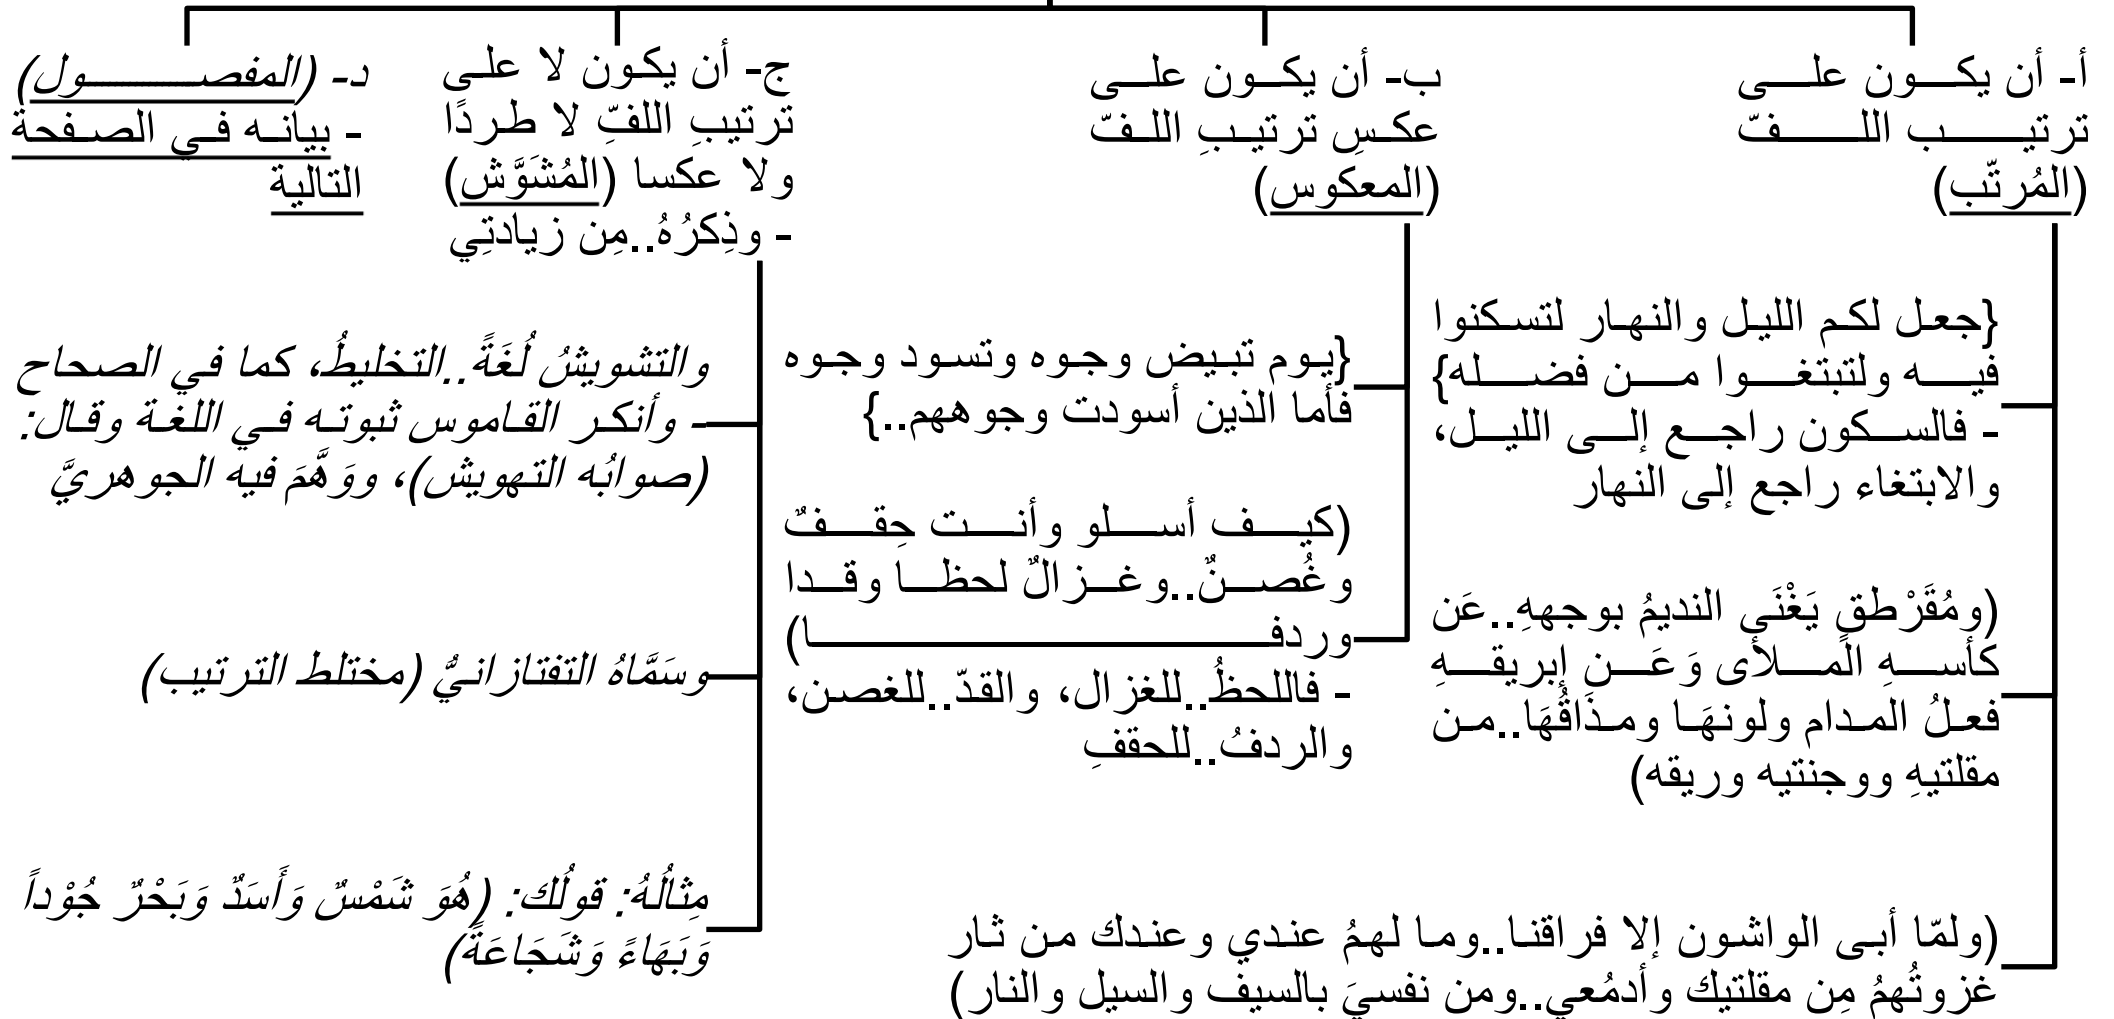 أ- أن يكون على
ترتيب اللفّ
(المُرتّب)
{جعل لكم الليل والنهار لتسكنوا
فيه ولتبتغوا من فضله}
- فالسكون راجع إلى الليل،
والابتغاء راجع إلى النهار
(ومُقَرْطقٍ يَغْنَى النديمُ بوجههِ..عَن
كأسهِ الملأى وَعَن إبريقهِ
فعلُ المدام ولونهَا ومذَاقُهَا..من
مقلتيهِ ووجنتيه وريقه)
(ولمّا أبى الواشون إلا فراقنا..وما لهمُ عندي وعندك من ثار
غزوتُهمُ مِن مقلتيك وأدمُعي..ومن نفسيَ بالسيف والسيل والنار)
ب- أن يكون على
عكسِ ترتيبِ اللفّ
(المعكوس)
{يوم تبيض وجوه وتسود وجوه
فأما الذين أسودت وجوههم..}
(كيف أسلو وأنت حِقفٌ
وغُصنٌ..وغزالٌ لحظا وقدا
وردفا)
- فاللحظُ..للغزال، والقدّ..للغصن،
والردفُ..للحقفِ
ج- أن يكون لا على
ترتيبِ اللفِّ لا طردًا
ولا عكسا (المُشَوَّش)
- وذِكرُهُ..مِن زيادتِي
والتشويشُ لُغَةً..التخليطُ، كما في الصحاح
- وأنكر القاموس ثبوته في اللغة وقال:
(صوابُه التهويش)، ووَهَّمَ فيه الجوهريَّ
وسَمَّاهُ التفتازانيُّ (مختلط الترتيب)
مِثالُهُ: قولُك: (هُوَ شَمْسٌ وَأَسَدٌ وَبَحْرٌ جُوْداً
وَبَهَاءً وَشَجَاعَةً)
د- (المفصول)
- بيانه في الصفحة
التالية